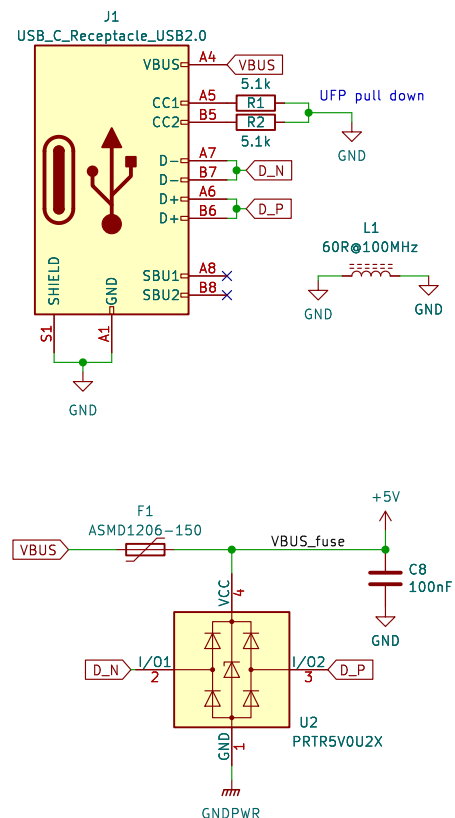 J1
USB_C_Receptacle_USB2.0
VBUS A4 VBUS
5.1k
CC1 A5 R1 UFP pull down
CC2 B5 R2
5.1k
GND
D- A7
D- B7 D_N
D+ A6
D+ B6 D_P
L1
60R@100MHz
SBU1 A8
SBU2 B8
GND
GND
SHIELD
GND
S1
A1
GND
F1
ASMD1206-150
+5V
VBUS
VBUS_fuse
C8
100nF
VCC
4
GND
D_N I/O1
2
I/O2 D_P
3
U2
PRTR5V0U2X
GND
1
GNDPWR